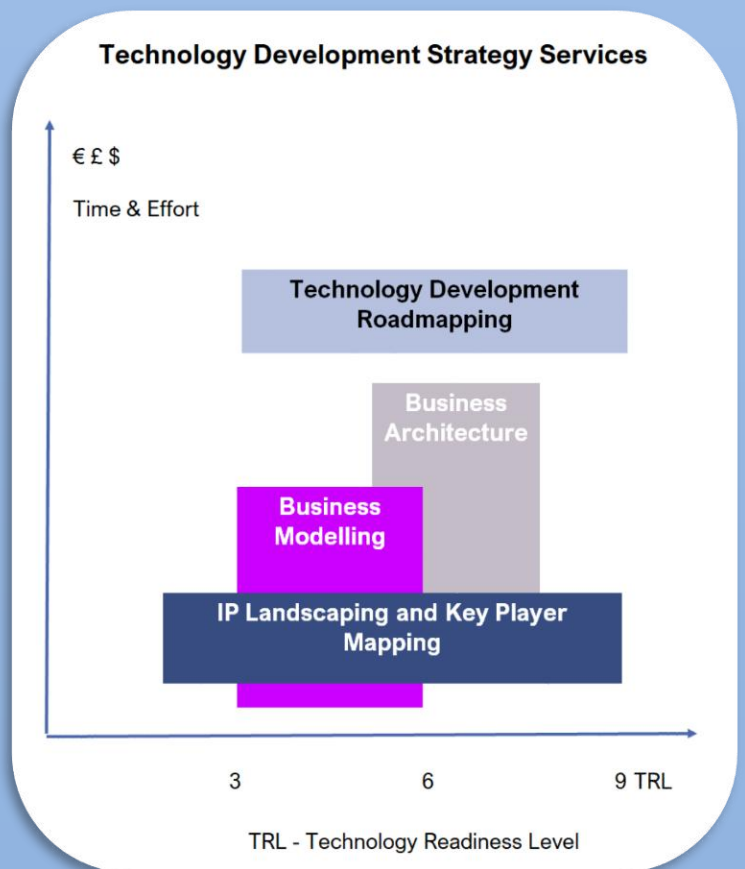 Technology Development Strategy Services
€ £ $
Time & Effort
Technology Development
Roadmapping
Business
Architecture
Business
Modelling
IP Landscaping and Key Player
Mapping
3 6 9 TRL
TRL - Technology Readiness Level